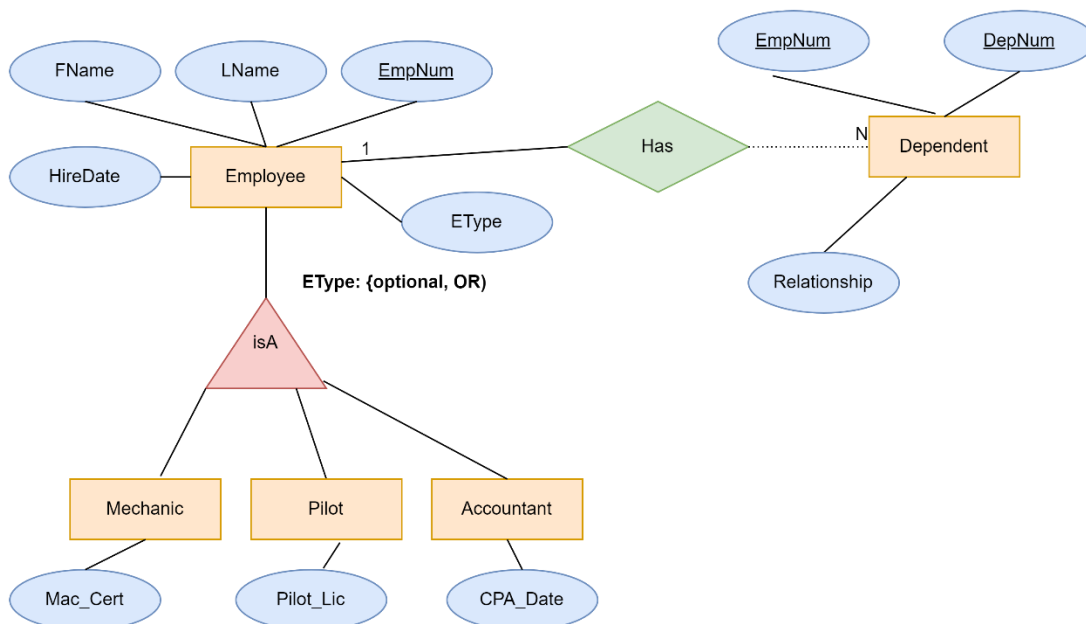 EmpNum
DepNum
FName
LName
EmpNum
1
Has
N
Dependent
HireDate
Employee
EType
EType: {optional, OR)
Relationship
isA
Mechanic
Pilot
Accountant
Mac_Cert
Pilot_Lic
CPA_Date